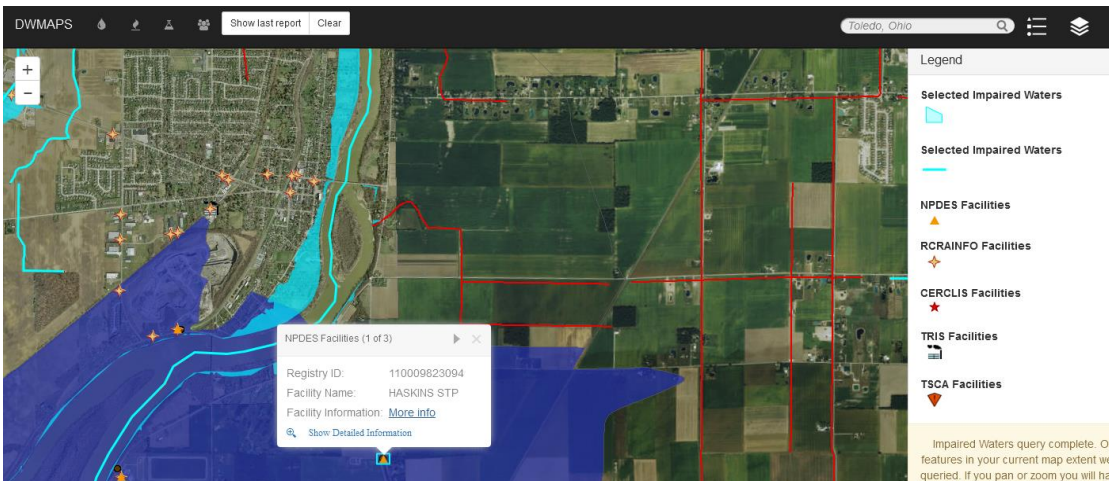 DWMAPS
Show last report Clear
Toledo, Ohio
+
−
Legend
Selected Impaired Waters
Selected Impaired Waters
NPDES Facilities
RCRAINFO Facilities
CERCLIS Facilities
TRIS Facilities
TSCA Facilities
Impaired Waters query complete. O
features in your current map extent we
queried. If you pan or zoom you will ha
NPDES Facilities (1 of 3)
Registry ID: 110009823094
Facility Name: HASKINS STP
Facility Information: More info
Show Detailed Information